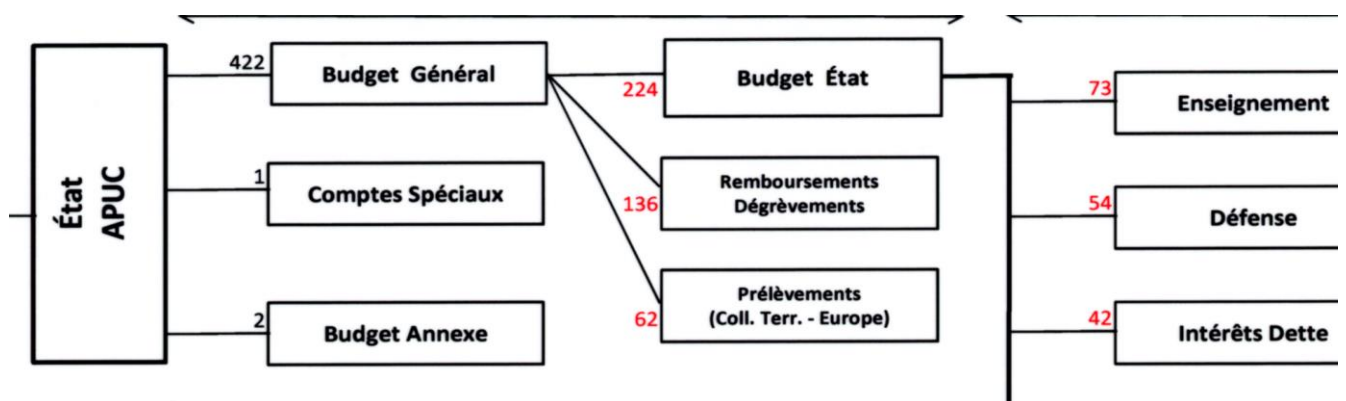 État
APUC
422
Budget Général
1
Comptes Spéciaux
2
Budget Annexe
224
Budget État
136
Remboursements
Dégrèvements
62
Prélèvements
(Coll. Terr. - Europe)
73
Enseignement
54
Défense
42
Intérêts Dette